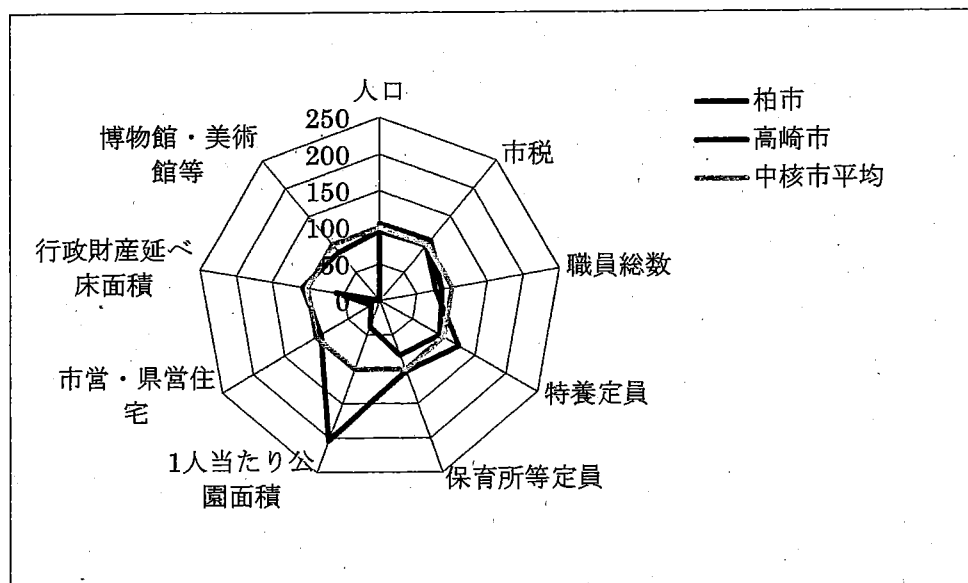 人口
250
200
150
100
50
0
市税
職員総数
特養定員
保育所等定員
1人当たり公
園面積
市営・県営住
宅
行政財産延べ
床面積
博物館・美術
館等
柏市
高崎市
中核市平均